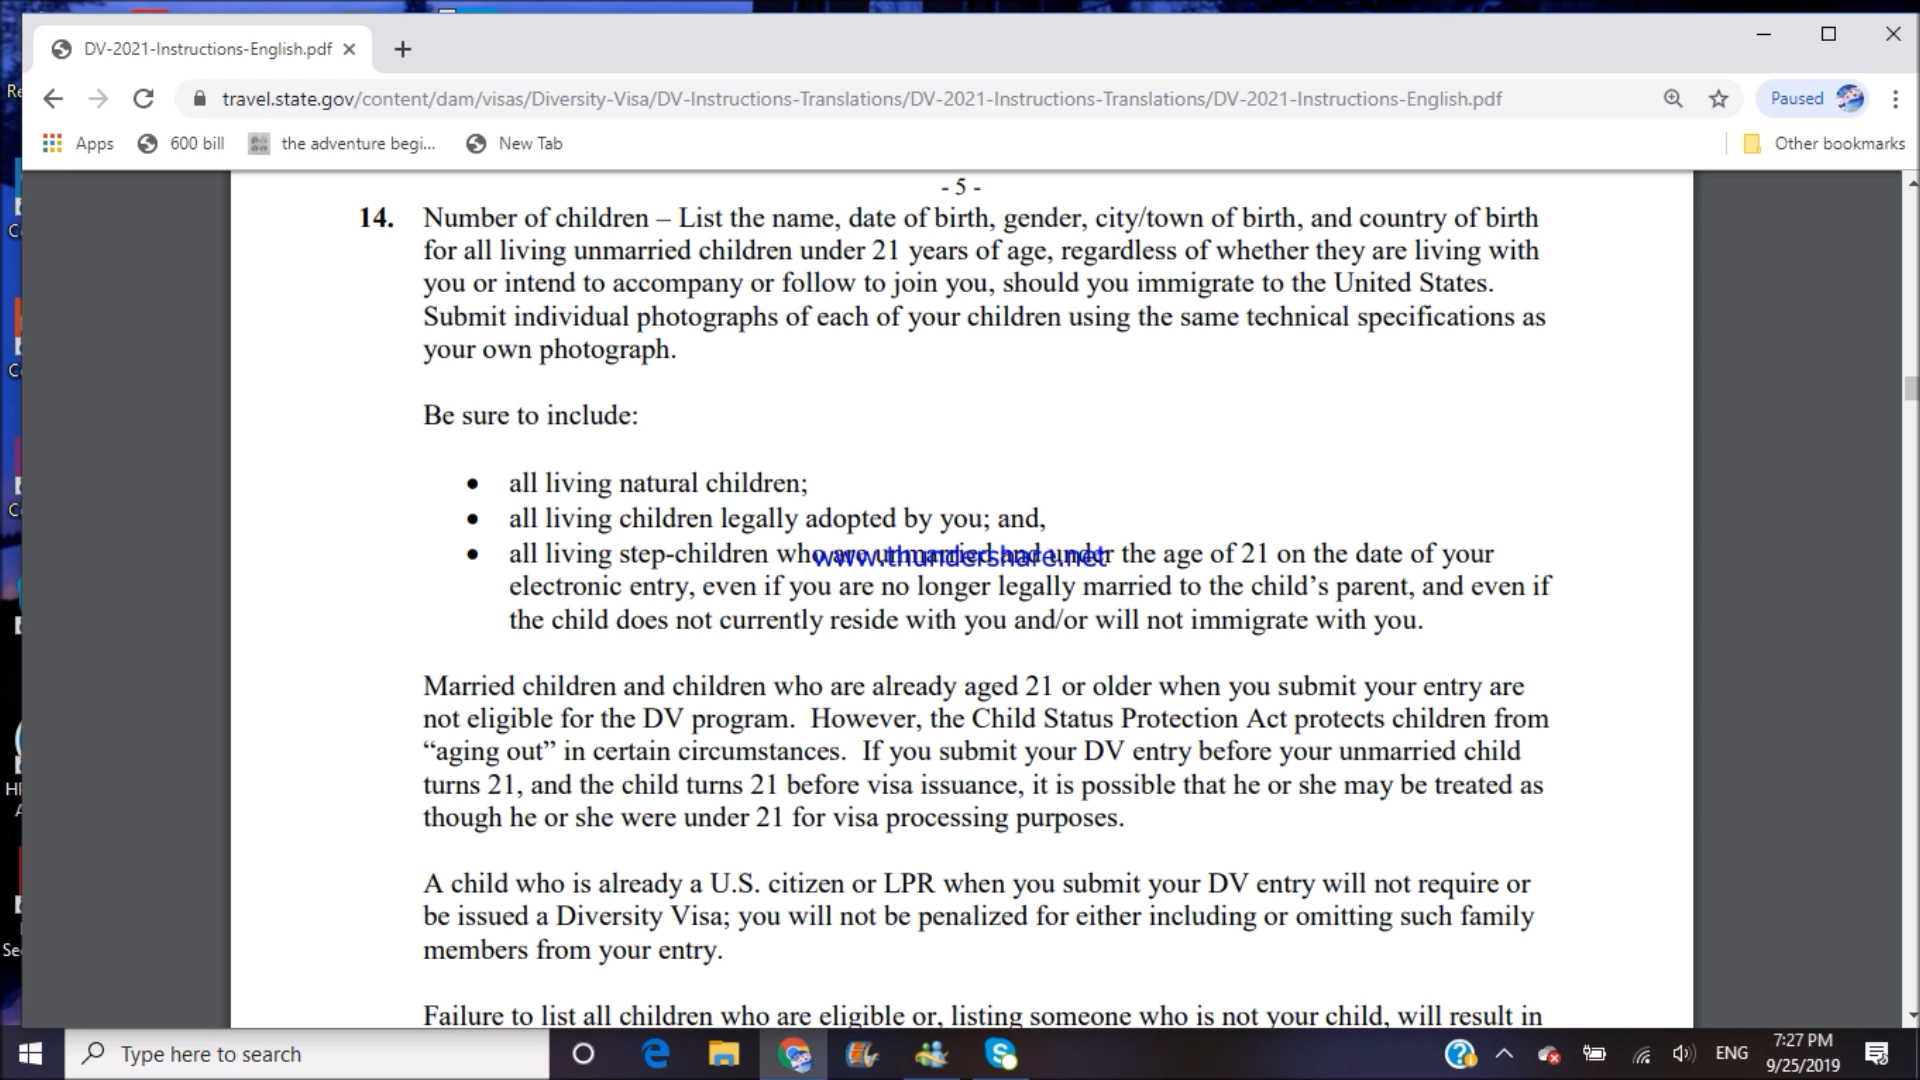 DV-2021-Instructions-English.pdf
travel.state.gov/content/dam/visas/Diversity-Visa/DV-Instructions-Translations/DV-2021-Instructions-Translations/DV-2021-Instructions-English.pdf
Paused
Apps
600 bill
the adventure begi...
New Tab
Other bookmarks
- 5 -
14. Number of children – List the name, date of birth, gender, city/town of birth, and country of birth
for all living unmarried children under 21 years of age, regardless of whether they are living with
you or intend to accompany or follow to join you, should you immigrate to the United States.
Submit individual photographs of each of your children using the same technical specifications as
your own photograph.
Be sure to include:
• all living natural children;
• all living children legally adopted by you; and,
• all living step-children who are unmarried and under the age of 21 on the date of your
www.thundershare.net
electronic entry, even if you are no longer legally married to the child’s parent, and even if
the child does not currently reside with you and/or will not immigrate with you.
Married children and children who are already aged 21 or older when you submit your entry are
not eligible for the DV program.  However, the Child Status Protection Act protects children from
“aging out” in certain circumstances.  If you submit your DV entry before your unmarried child
turns 21, and the child turns 21 before visa issuance, it is possible that he or she may be treated as
though he or she were under 21 for visa processing purposes.
A child who is already a U.S. citizen or LPR when you submit your DV entry will not require or
be issued a Diversity Visa; you will not be penalized for either including or omitting such family
members from your entry.
Failure to list all children who are eligible or, listing someone who is not your child, will result in
Type here to search
ENG
7:27 PM
9/25/2019